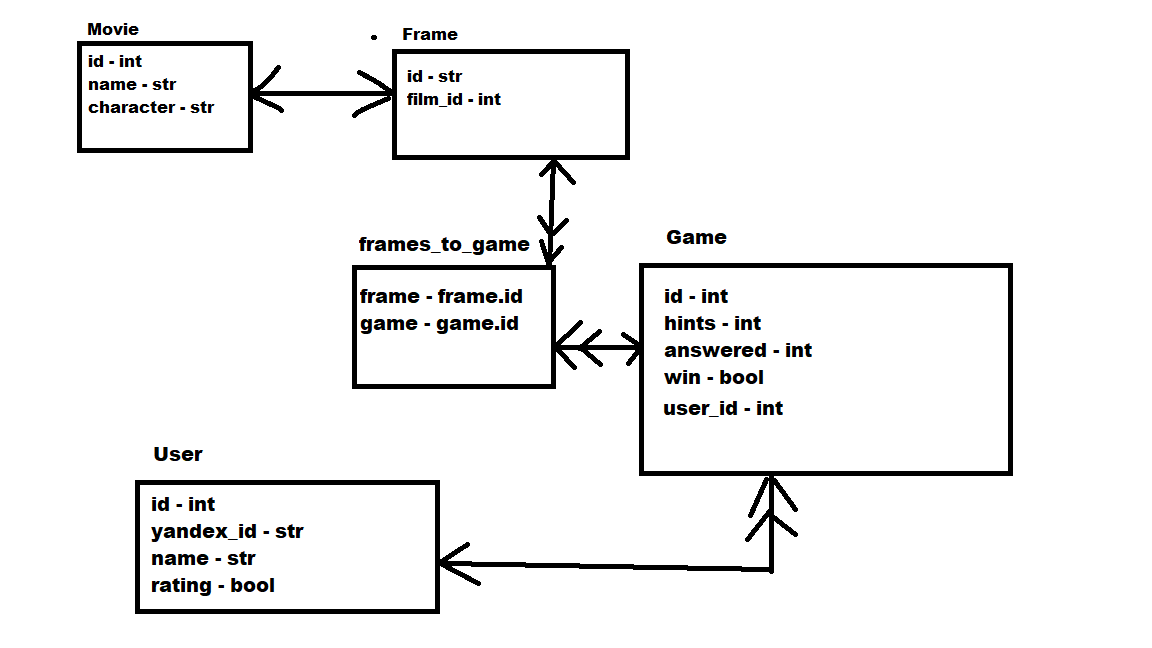 Movie
id - int
name - str
character - str
Frame
id - str
film_id - int
frames_to_game
frame - frame.id
game - game.id
Game
id - int
hints - int
answered - int
win - bool
user_id - int
User
id - int
yandex_id - str
name - str
rating - bool